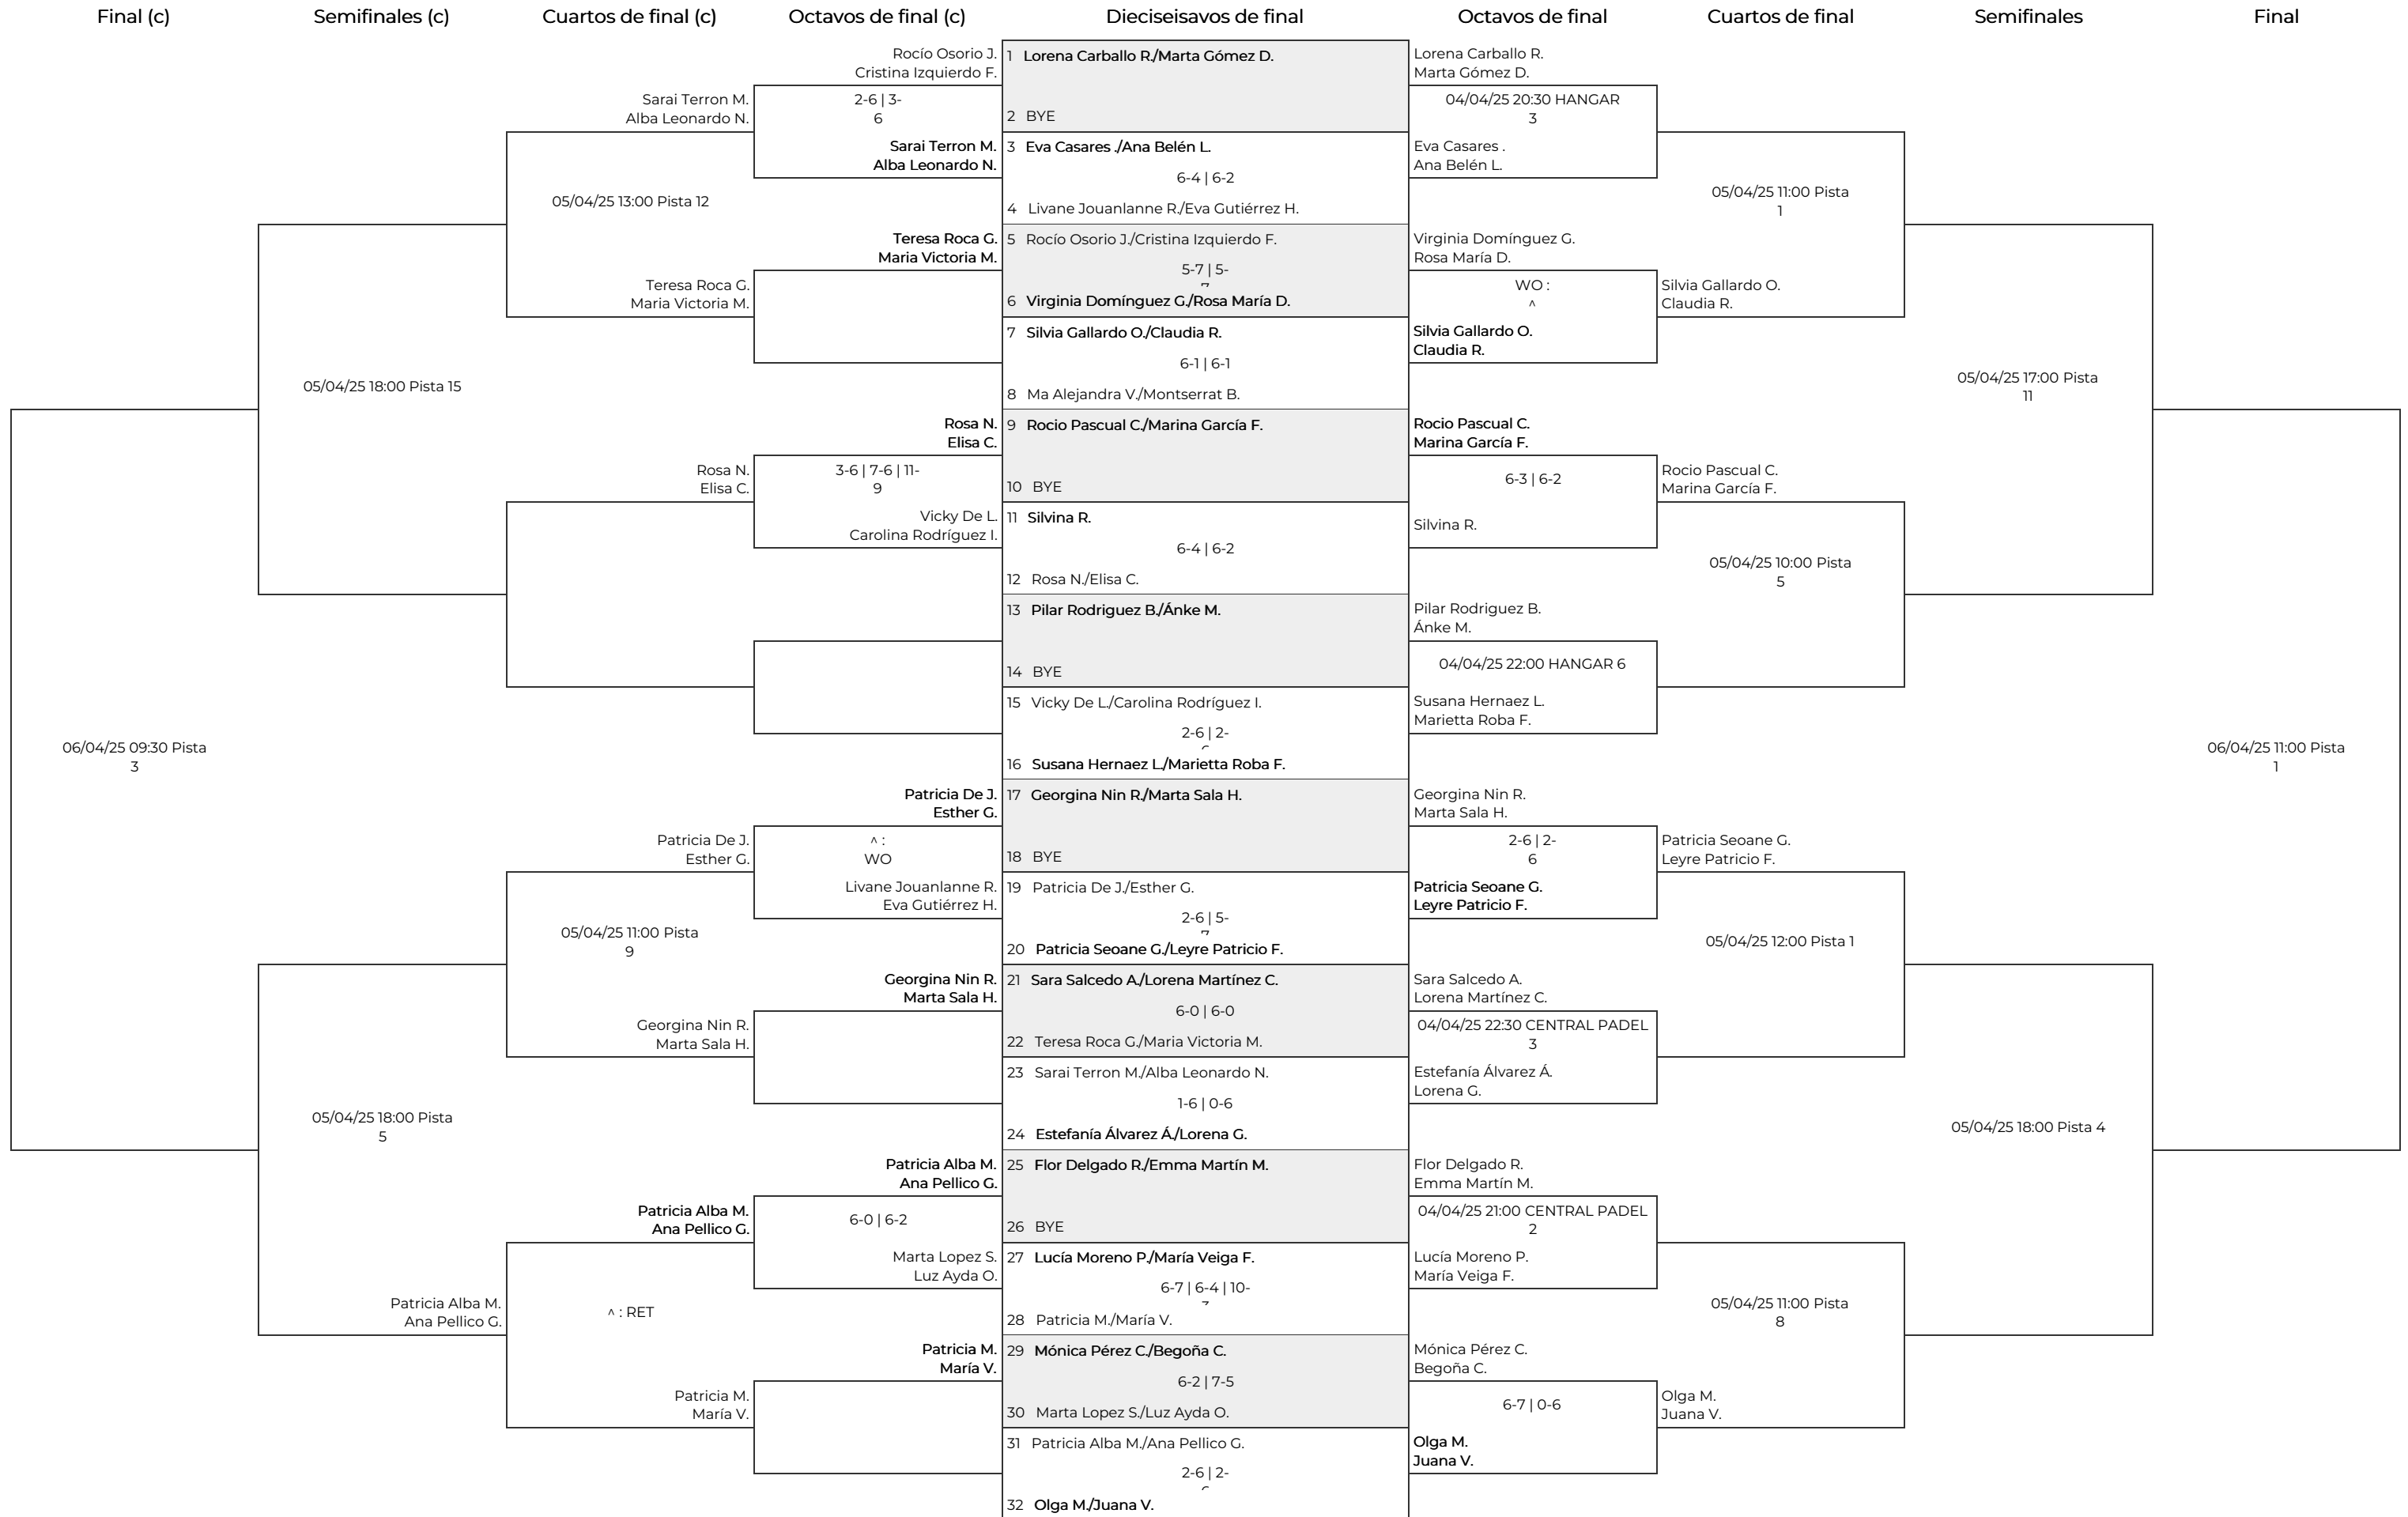 Final (c)
Semifinales (c)
Cuartos de final (c)
Octavos de final (c)
Dieciseisavos de final
Octavos de final
Cuartos de final
Semifinales
Final
06/04/25 09:30 Pista
3
05/04/25 18:00 Pista 15
05/04/25 18:00 Pista
5
Patricia Alba M.
Ana Pellico G.
Sarai Terron M.
Alba Leonardo N.
05/04/25 13:00 Pista 12
Teresa Roca G.
Maria Victoria M.
Rosa N.
Elisa C.
Patricia De J.
Esther G.
05/04/25 11:00 Pista
9
Georgina Nin R.
Marta Sala H.
Patricia Alba M.
Ana Pellico G.
^ : RET
Patricia M.
María V.
Rocío Osorio J.
Cristina Izquierdo F.
2-6 | 3-
6
Sarai Terron M.
Alba Leonardo N.
Teresa Roca G.
Maria Victoria M.
Rosa N.
Elisa C.
3-6 | 7-6 | 11-
9
Vicky De L.
Carolina Rodríguez I.
Patricia De J.
Esther G.
^ :
WO
Livane Jouanlanne R.
Eva Gutiérrez H.
Georgina Nin R.
Marta Sala H.
Patricia Alba M.
Ana Pellico G.
6-0 | 6-2
Marta Lopez S.
Luz Ayda O.
Patricia M.
María V.
1 Lorena Carballo R./Marta Gómez D.
2 BYE
3 Eva Casares ./Ana Belén L.
6-4 | 6-2
4 Livane Jouanlanne R./Eva Gutiérrez H.
5 Rocío Osorio J./Cristina Izquierdo F.
5-7 | 5-
6 Virginia Domínguez G./Rosa María D.
7 Silvia Gallardo O./Claudia R.
6-1 | 6-1
8 Ma Alejandra V./Montserrat B.
9 Rocio Pascual C./Marina García F.
10 BYE
11 Silvina R.
6-4 | 6-2
12 Rosa N./Elisa C.
13 Pilar Rodriguez B./Ánke M.
14 BYE
15 Vicky De L./Carolina Rodríguez I.
2-6 | 2-
16 Susana Hernaez L./Marietta Roba F.
17 Georgina Nin R./Marta Sala H.
18 BYE
19 Patricia De J./Esther G.
2-6 | 5-
20 Patricia Seoane G./Leyre Patricio F.
21 Sara Salcedo A./Lorena Martínez C.
6-0 | 6-0
22 Teresa Roca G./Maria Victoria M.
23 Sarai Terron M./Alba Leonardo N.
1-6 | 0-6
24 Estefanía Álvarez Á./Lorena G.
25 Flor Delgado R./Emma Martín M.
26 BYE
27 Lucía Moreno P./María Veiga F.
6-7 | 6-4 | 10-
28 Patricia M./María V.
29 Mónica Pérez C./Begoña C.
6-2 | 7-5
30 Marta Lopez S./Luz Ayda O.
31 Patricia Alba M./Ana Pellico G.
2-6 | 2-
32 Olga M./Juana V.
Lorena Carballo R.
Marta Gómez D.
04/04/25 20:30 HANGAR
3
Eva Casares .
Ana Belén L.
Virginia Domínguez G.
Rosa María D.
WO :
^
Silvia Gallardo O.
Claudia R.
Rocio Pascual C.
Marina García F.
6-3 | 6-2
Silvina R.
Pilar Rodriguez B.
Ánke M.
04/04/25 22:00 HANGAR 6
Susana Hernaez L.
Marietta Roba F.
Georgina Nin R.
Marta Sala H.
2-6 | 2-
6
Patricia Seoane G.
Leyre Patricio F.
Sara Salcedo A.
Lorena Martínez C.
04/04/25 22:30 CENTRAL PADEL
3
Estefanía Álvarez Á.
Lorena G.
Flor Delgado R.
Emma Martín M.
04/04/25 21:00 CENTRAL PADEL
2
Lucía Moreno P.
María Veiga F.
Mónica Pérez C.
Begoña C.
6-7 | 0-6
Olga M.
Juana V.
05/04/25 11:00 Pista
1
Silvia Gallardo O.
Claudia R.
Rocio Pascual C.
Marina García F.
05/04/25 10:00 Pista
5
Patricia Seoane G.
Leyre Patricio F.
05/04/25 12:00 Pista 1
05/04/25 11:00 Pista
8
Olga M.
Juana V.
05/04/25 17:00 Pista
11
05/04/25 18:00 Pista 4
06/04/25 11:00 Pista
1